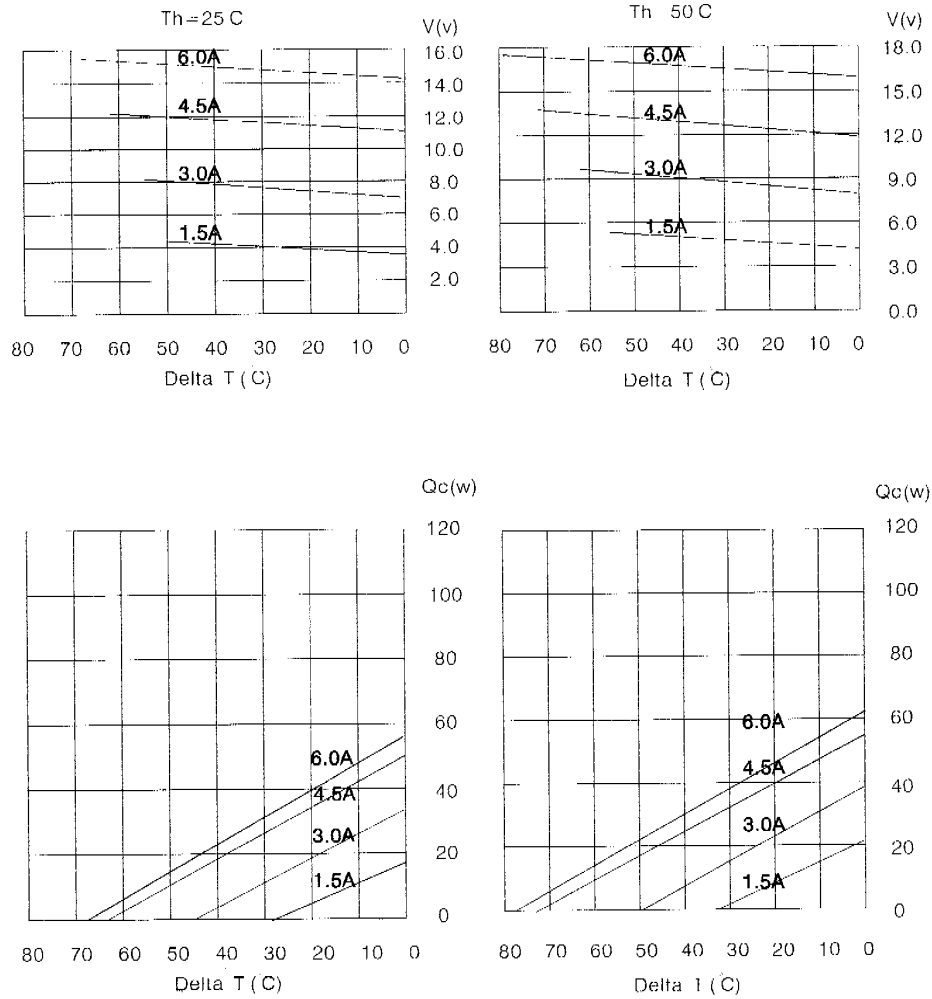 Th=25 C
V(v)
16.0
14.0
12.0
10.0
8.0
6.0
4.0
2.0
6.0A
4.5A
3.0A
1.5A
80 70 60 50 40 30 20 10 0
Delta T (°C)
Th 50 C
V(v)
18.0
15.0
12.0
9.0
6.0
3.0
0.0
6.0A
4.5A
3.0A
1.5A
80 70 60 50 40 30 20 10 0
Delta T (°C)
Qc(w)
120
100
80
60
40
20
0
6.0A
4.5A
3.0A
1.5A
80 70 60 50 40 30 20 10 0
Delta T (°C)
Qc(w)
120
100
80
60
40
20
0
6.0A
4.5A
3.0A
1.5A
80 70 60 50 40 30 20 10 0
Delta 1 (°C)